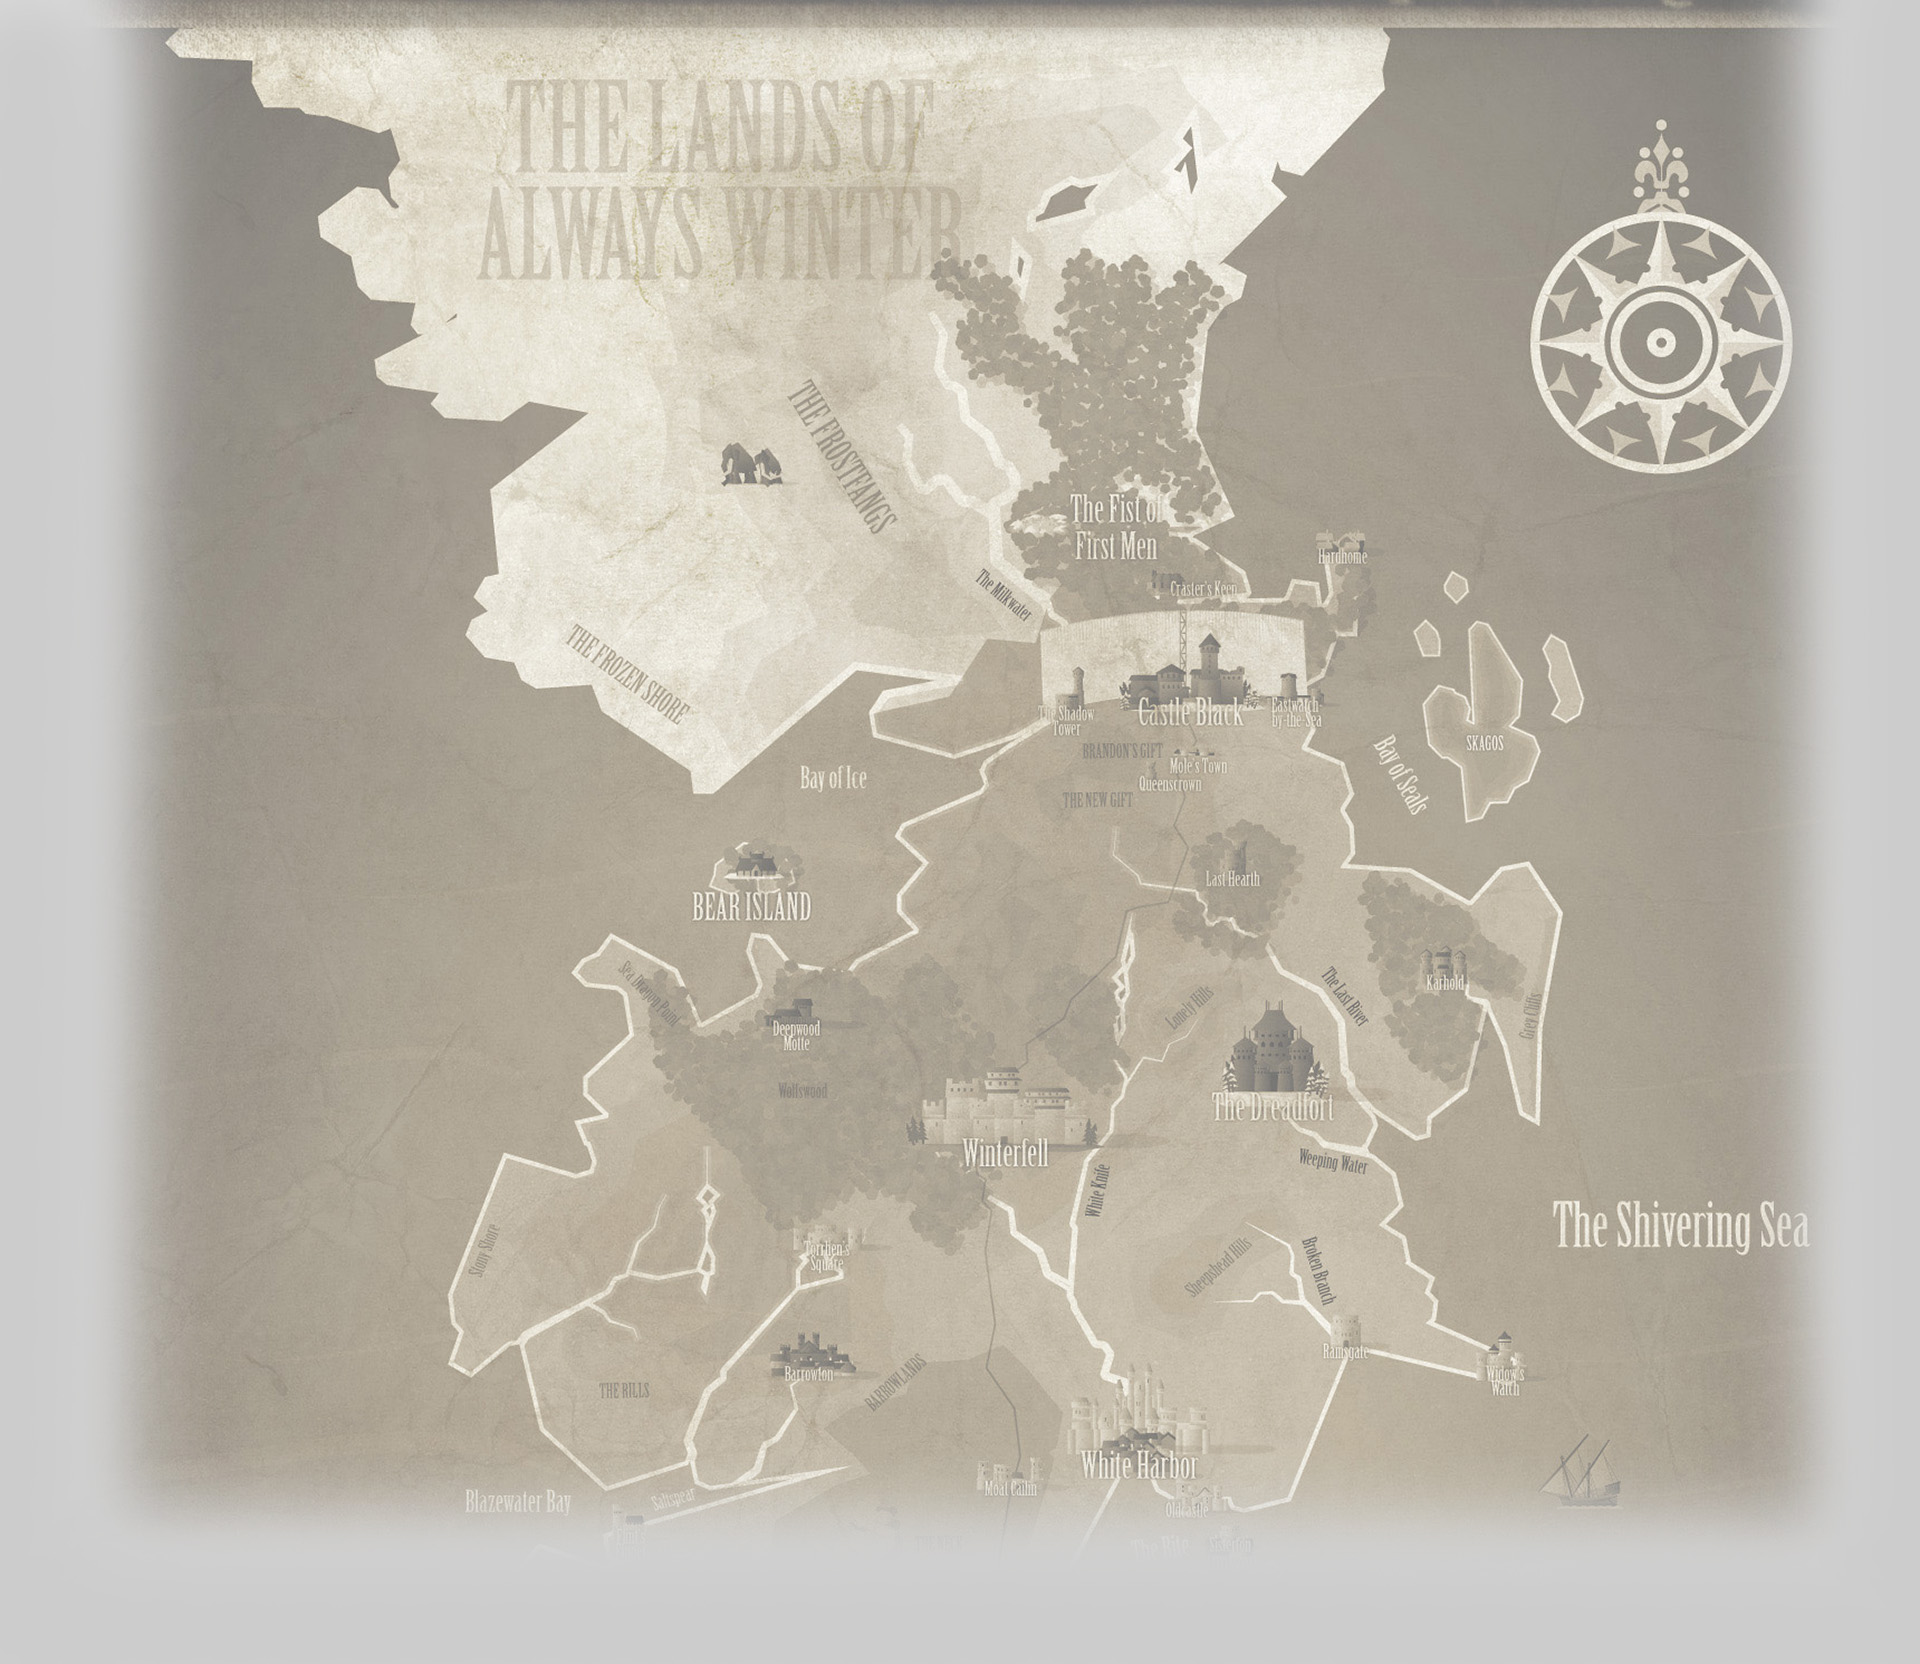 THE LANDS OF
ALWAYS WINTER
THE FROSTFANGS
The Fist of
First Men
Hardhome
The Milkwater
Craster's Keep
THE FROZEN SHORE
The Shadow
Tower
Castle Black
Eastwatch-
by-the-Sea
SKAGOS
BRANDON'S GIFT
Mole's Town
Queenscrown
Bay of Ice
Bay of Seals
THE NEW GIFT
Last Hearth
BEAR ISLAND
Sea Dragon Point
Karhold
The Last River
Lonely Hills
Grey Cliffs
Deepwood
Motte
Wolfswood
The Dreadfort
Winterfell
Weeping Water
White Knife
The Shivering Sea
Stony Shore
Torrhen's
Square
Sheepshead Hills
Broken Branch
Ramsgate
Widow's
Watch
Barrowton
BARROWLANDS
THE RILLS
White Harbor
Moat Cailin
Blazewater Bay
Saltspear
Oldcastle